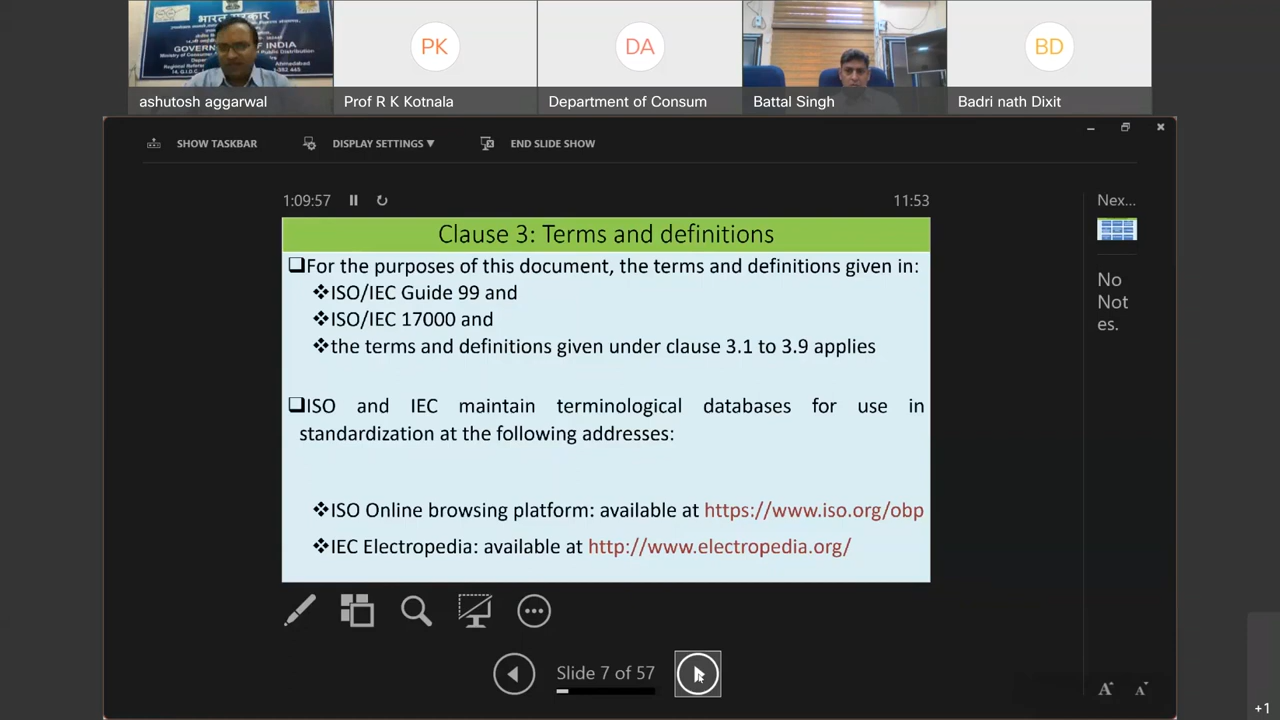 भारत सरकार
GOVERNMENT OF INDIA
PK
DA
BD
ashutosh aggarwal
Prof R K Kotnala
Department of Consum
Battal Singh
Badri nath Dixit
SHOW TASKBAR
DISPLAY SETTINGS ▼
END SLIDE SHOW
1:09:57
11:53
Nex...
Clause 3: Terms and definitions
❑For the purposes of this document, the terms and definitions given in:
❖ISO/IEC Guide 99 and
❖ISO/IEC 17000 and
❖the terms and definitions given under clause 3.1 to 3.9 applies
❑ISO and IEC maintain terminological databases for use in
standardization at the following addresses:
❖ISO Online browsing platform: available at https://www.iso.org/obp
❖IEC Electropedia: available at http://www.electropedia.org/
No
Not
es.
Slide 7 of 57
A A
+1